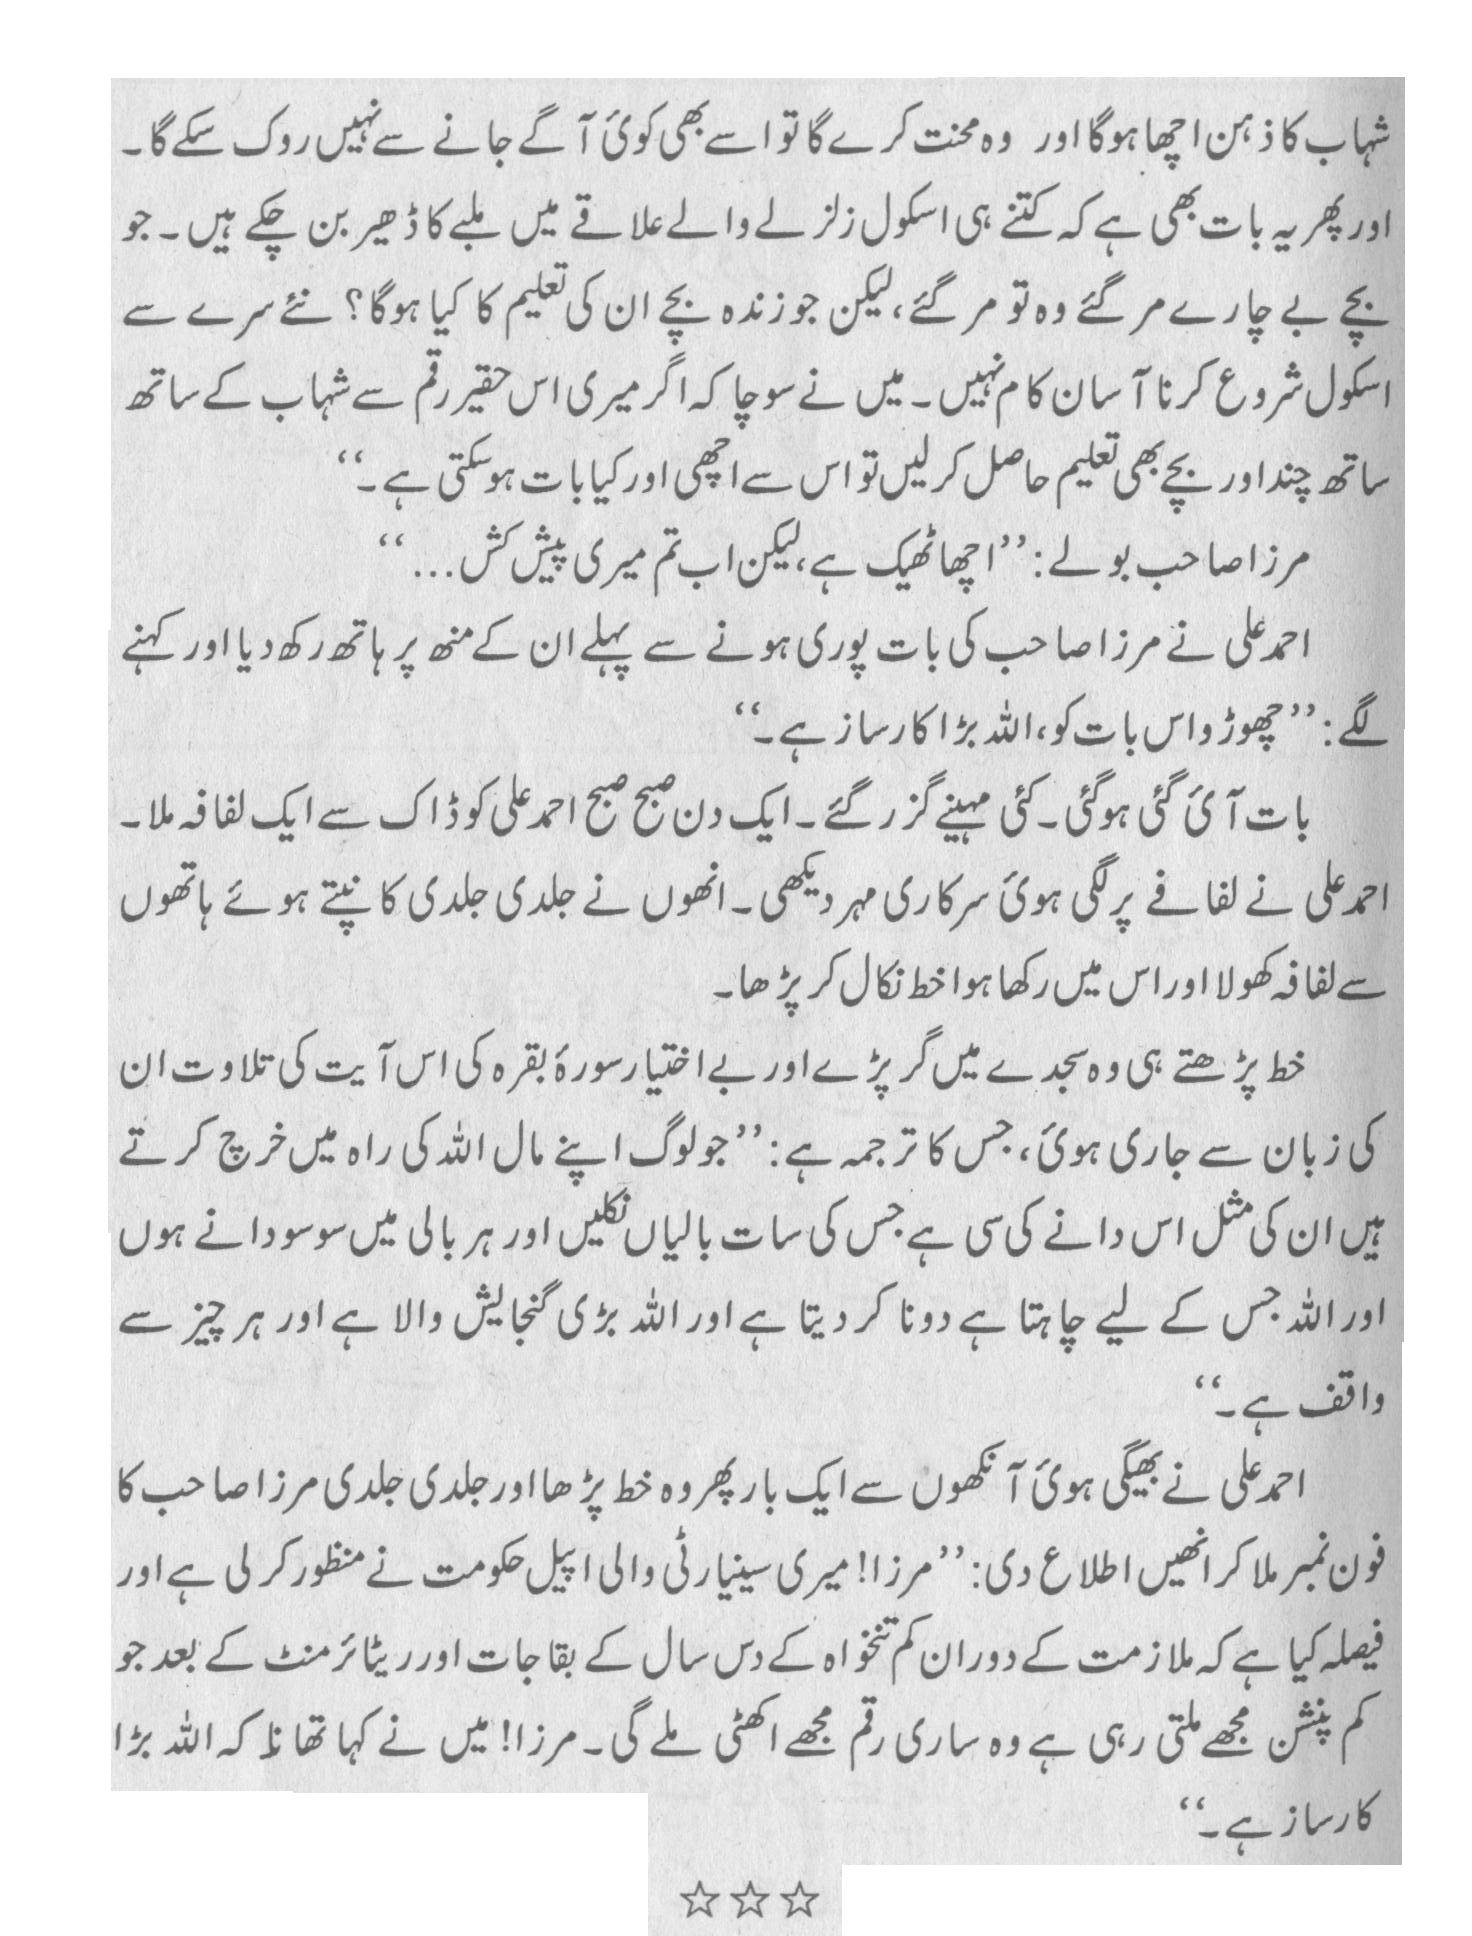 شہاب کا ذہن اچھا ہوگا اور وہ محنت کرے گا تو اسے بھی کوئی آگے جانے سے نہیں روک سکے گا۔
اور پھر یہ بات بھی ہے کہ کتنے ہی اسکول زلزلے والے علاقے میں ملبے کا ڈھیر بن چکے ہیں۔ جو
بچے بے چارے مر گئے وہ تو مر گئے، لیکن جو زندہ بچے ان کی تعلیم کا کیا ہوگا؟ نئے سرے سے
اسکول شروع کرنا آسان کام نہیں۔ میں نے سوچا کہ اگر میری اس حقیر رقم سے شہاب کے ساتھ
ساتھ چند اور بچے بھی تعلیم حاصل کرلیں تو اس سے اچھی اور کیا بات ہوسکتی ہے۔‘‘
مرزا صاحب بولے: ’’اچھا ٹھیک ہے، لیکن اب تم میری پیش کش...‘‘
احمد علی نے مرزا صاحب کی بات پوری ہونے سے پہلے ان کے منھ پر ہاتھ رکھ دیا اور کہنے
لگے: ’’چھوڑو اس بات کو، اللہ بڑا کارساز ہے۔‘‘
بات آئی گئی ہوگئی۔ کئی مہینے گزر گئے۔ ایک دن صبح صبح احمد علی کو ڈاک سے ایک لفافہ ملا۔
احمد علی نے لفافے پر لگی ہوئی سرکاری مہر دیکھی۔ انھوں نے جلدی جلدی کانپتے ہوئے ہاتھوں
سے لفافہ کھولا اور اس میں رکھا ہوا خط نکال کر پڑھا۔
خط پڑھتے ہی وہ سجدے میں گر پڑے اور بے اختیار سورۂ بقرہ کی اس آیت کی تلاوت ان
کی زبان سے جاری ہوئی، جس کا ترجمہ ہے: ’’جو لوگ اپنے مال اللہ کی راہ میں خرچ کرتے
ہیں ان کی مثل اس دانے کی سی ہے جس کی سات بالیاں نکلیں اور ہر بالی میں سو سو دانے ہوں
اور اللہ جس کے لیے چاہتا ہے دونا کردیتا ہے اور اللہ بڑی گنجایش والا ہے اور ہر چیز سے
واقف ہے۔‘‘
احمد علی نے بھیگی ہوئی آنکھوں سے ایک بار پھر وہ خط پڑھا اور جلدی جلدی مرزا صاحب کا
فون نمبر ملا کر انھیں اطلاع دی: ’’مرزا! میری سینیارٹی والی اپیل حکومت نے منظور کرلی ہے اور
فیصلہ کیا ہے کہ ملازمت کے دوران کم تنخواہ کے دس سال کے بقاجات اور ریٹائرمنٹ کے بعد جو
کم پنشن مجھے ملتی رہی ہے وہ ساری رقم مجھے اکھٹی ملے گی۔ مرزا! میں نے کہا تھا نا کہ اللہ بڑا
کارساز ہے۔‘‘
☆☆☆